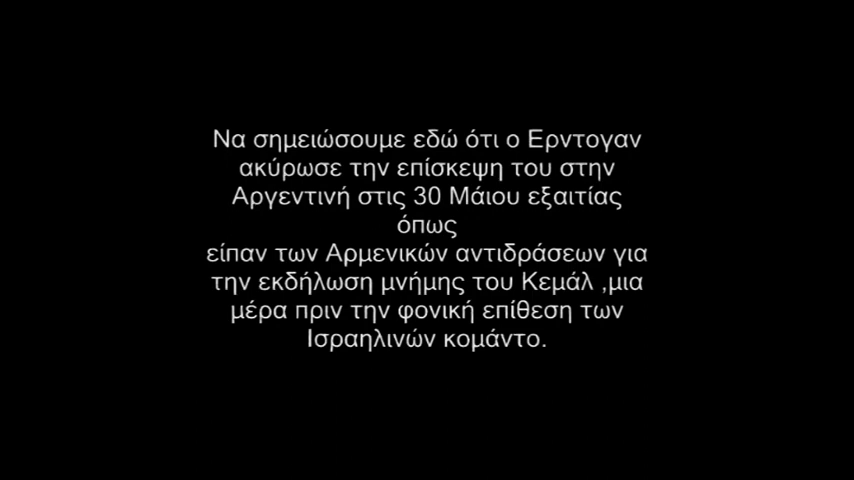 Να σημειώσουμε εδώ ότι ο Ερντογαν
ακύρωσε την επίσκεψη του στην
Αργεντινή στις 30 Μάιου εξαιτίας
όπως
είπαν των Αρμενικών αντιδράσεων για
την εκδήλωση μνήμης του Κεμάλ ,μια
μέρα πριν την φονική επίθεση των
Ισραηλινών κομάντο.